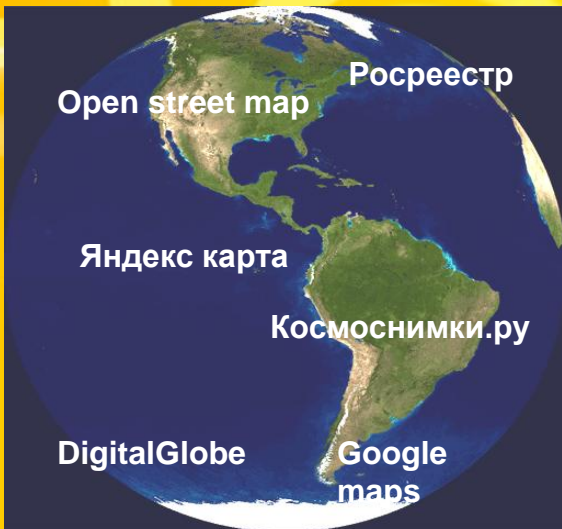 Росреестр
Open street map
Яндекс карта
Космоснимки.ру
DigitalGlobe
Google
maps